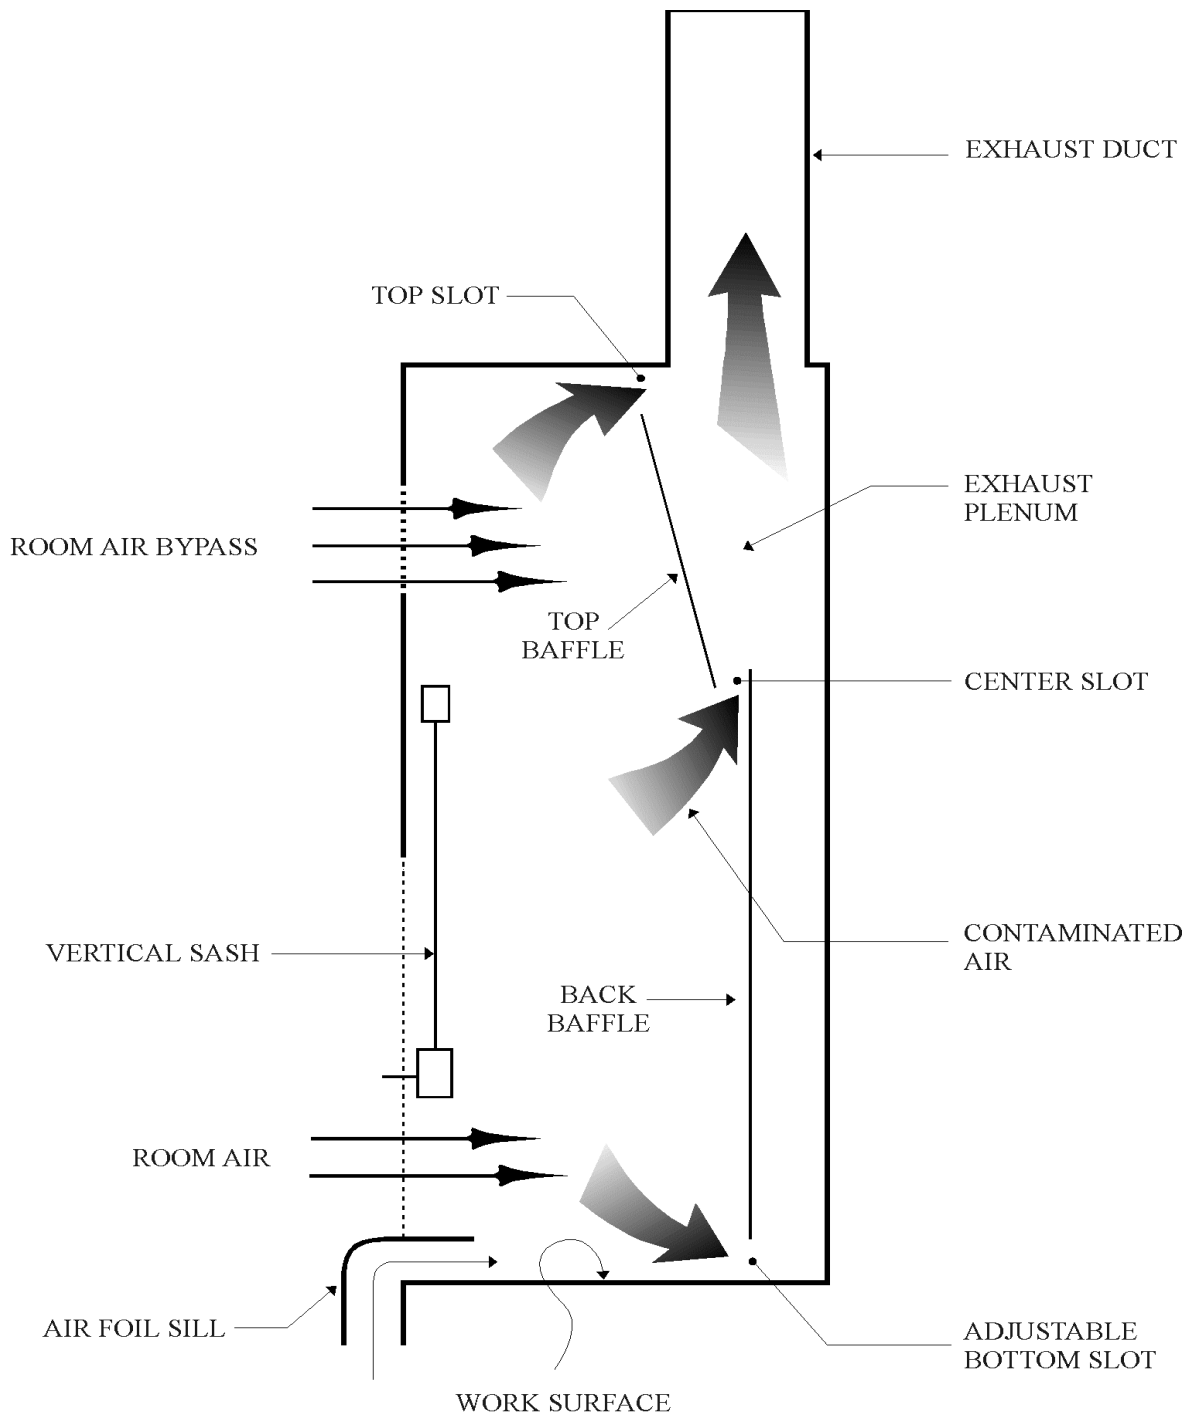 EXHAUST DUCT
TOP SLOT
EXHAUST
PLENUM
ROOM AIR BYPASS
TOP
BAFFLE
CENTER SLOT
CONTAMINATED
AIR
VERTICAL SASH
BACK
BAFFLE
ROOM AIR
AIR FOIL SILL
ADJUSTABLE
BOTTOM SLOT
WORK SURFACE